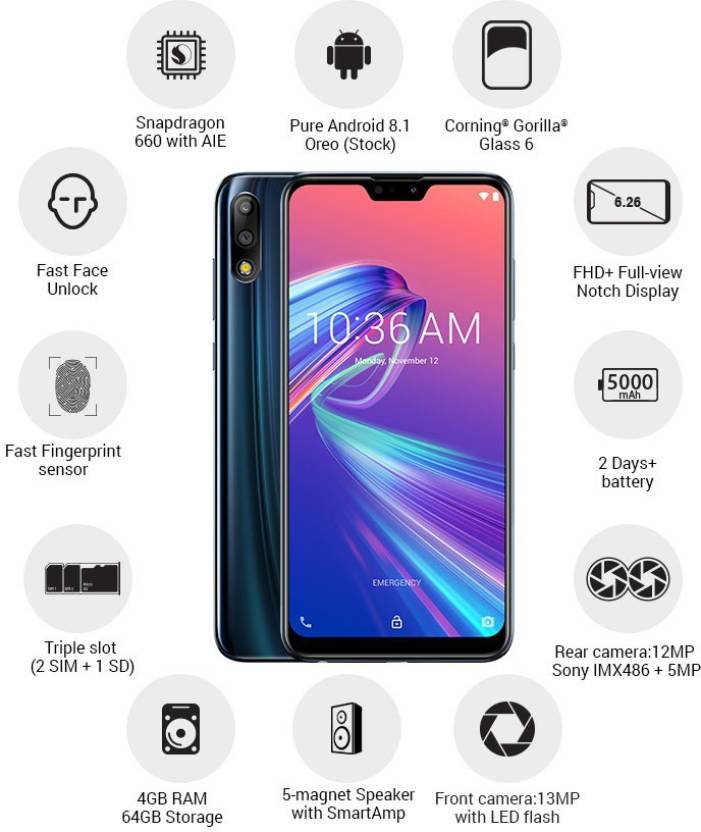 Snapdragon
660 with AIE
Pure Android 8.1
Oreo (Stock)
Corning® Gorilla®
Glass 6
Fast Face
Unlock
6.26
FHD+ Full-view
Notch Display
10:36 AM
Monday, November 12
Fast Fingerprint
sensor
5000
mAh
2 Days+
battery
EMERGENCY
SIM 1
SIM 2
Micro
SD
Triple slot
(2 SIM + 1 SD)
Rear camera:12MP
Sony IMX486 + 5MP
4GB RAM
64GB Storage
5-magnet Speaker
with SmartAmp
Front camera:13MP
with LED flash